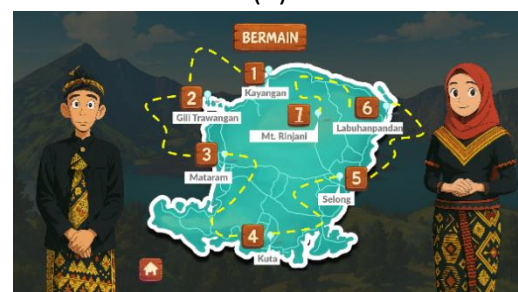 BERMAIN
1
Kayangan
2
Gili Trawangan
3
Mataram
4
Kuta
5
Selong
6
Labuhanpandan
7
Mt. Rinjani